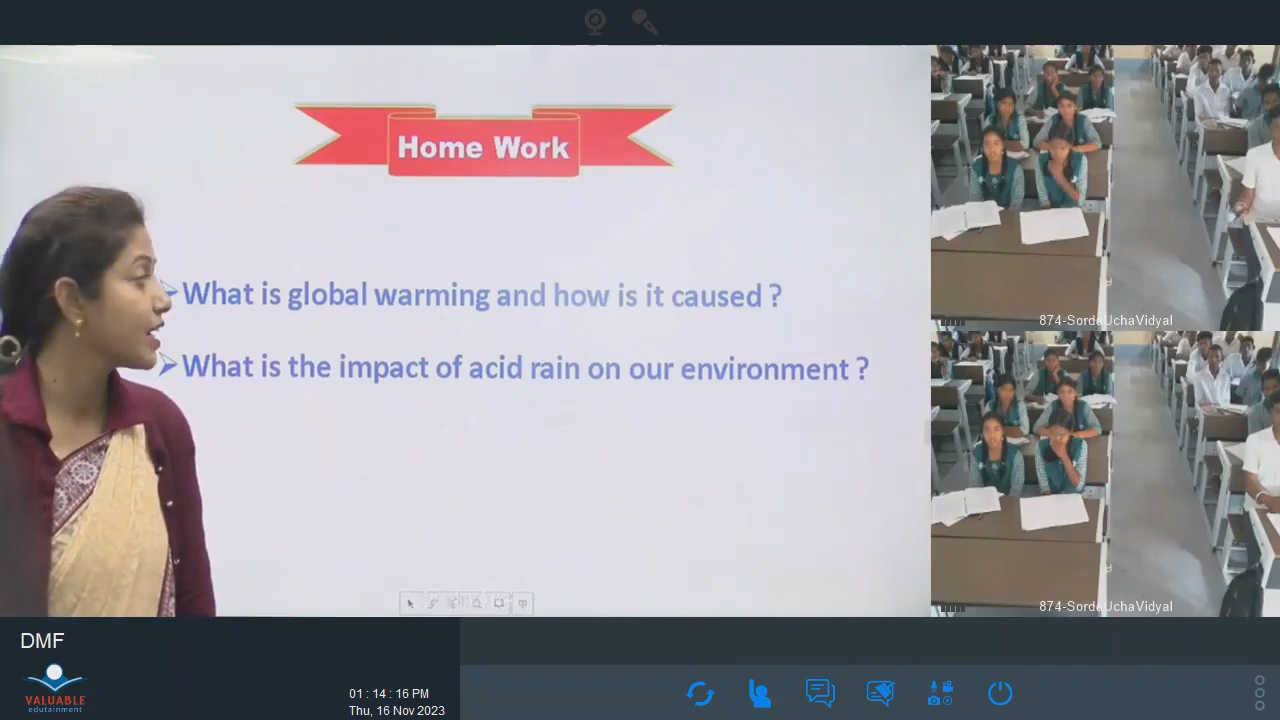 Home Work
What is global warming and how is it caused ?
What is the impact of acid rain on our environment ?
874-SordeUchaVidyal
874-SordeUchaVidyal
DMF
VALUABLE
edutainment
01 : 14 : 16 PM
Thu, 16 Nov 2023